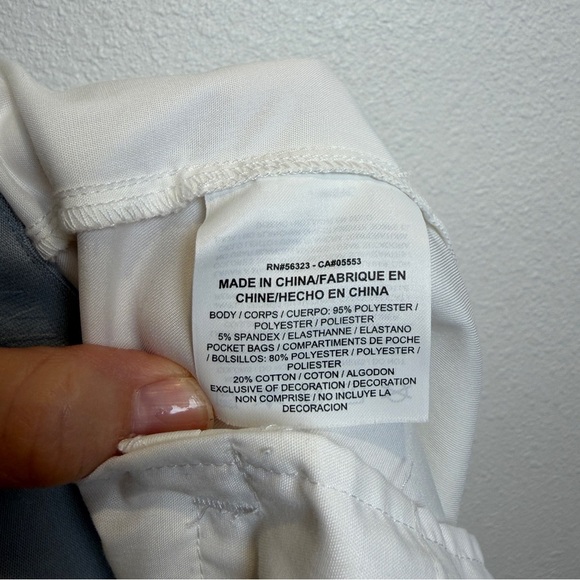 RN#56323 - CA#05553
MADE IN CHINA/FABRIQUE EN
CHINE/HECHO EN CHINA
BODY / CORPS / CUERPO: 95% POLYESTER /
POLYESTER / POLIESTER
5% SPANDEX / ELASTHANNE / ELASTANO
POCKET BAGS / COMPARTIMENTS DE POCHE
/ BOLSILLOS: 80% POLYESTER / POLYESTER /
POLIESTER
20% COTTON / COTON / ALGODON
EXCLUSIVE OF DECORATION / DECORATION
NON COMPRISE / NO INCLUYE LA
DECORACION